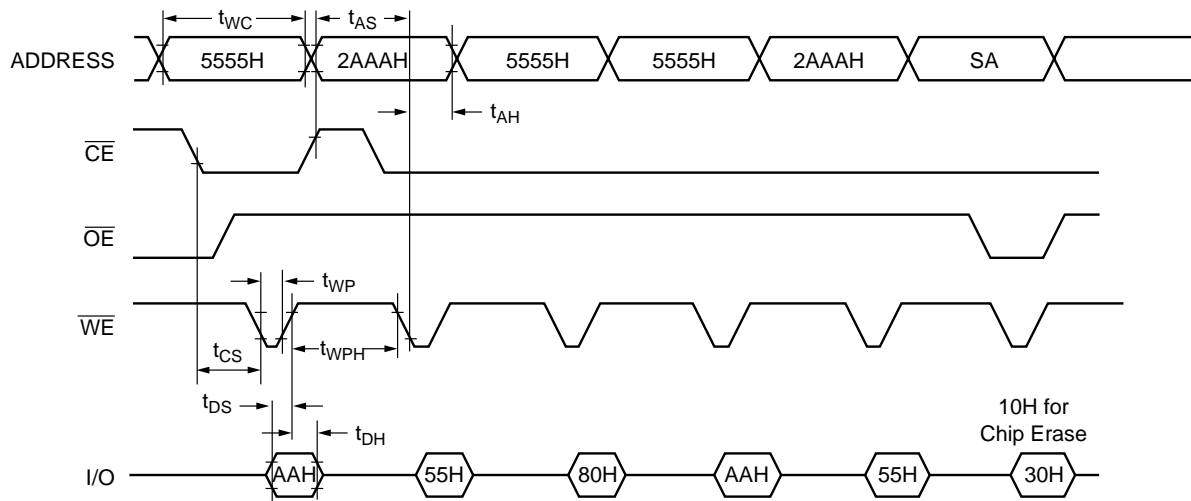 tWC tAS
ADDRESS 5555H 2AAAH 5555H 5555H 2AAAH SA
tAH
CE
OE
tWP
WE
tCS tWPH
tDS
tDH
10H for
Chip Erase
I/O AAH 55H 80H AAH 55H 30H